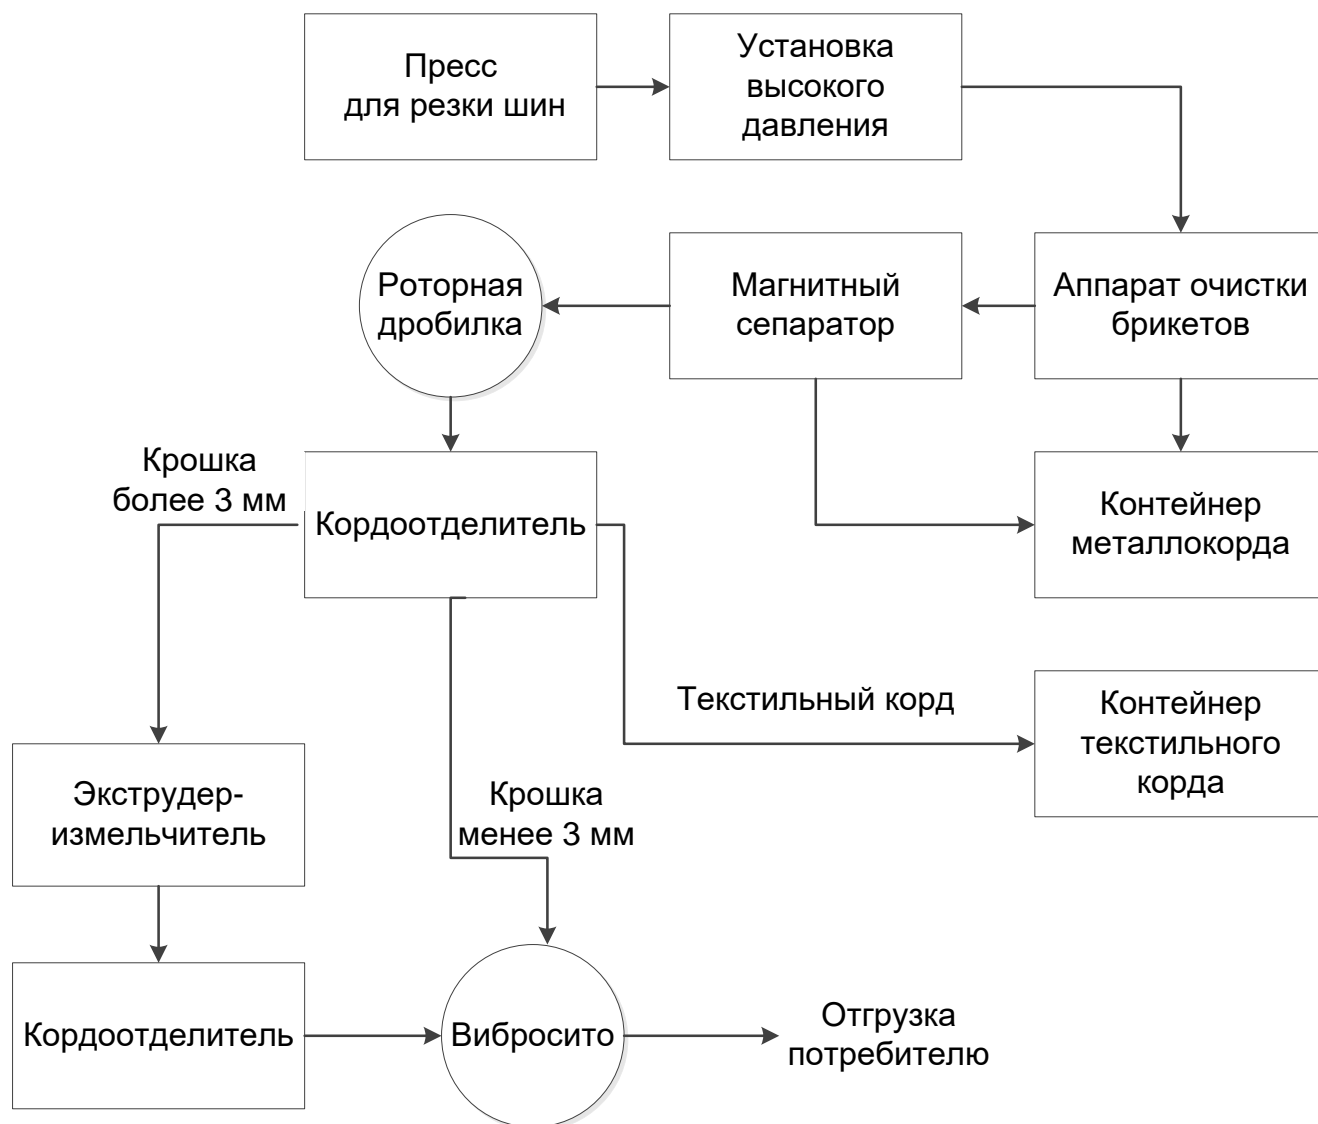 Пресс
для резки шин
Установка
высокого
давления
Роторная
дробилка
Магнитный
сепаратор
Аппарат очистки
брикетов
Крошка
более 3 мм
Кордоотделитель
Контейнер
металлокорда
Текстильный корд
Контейнер
текстильного
корда
Экструдер-
измельчитель
Крошка
менее 3 мм
Кордоотделитель
Вибросито
Отгрузка
потребителю